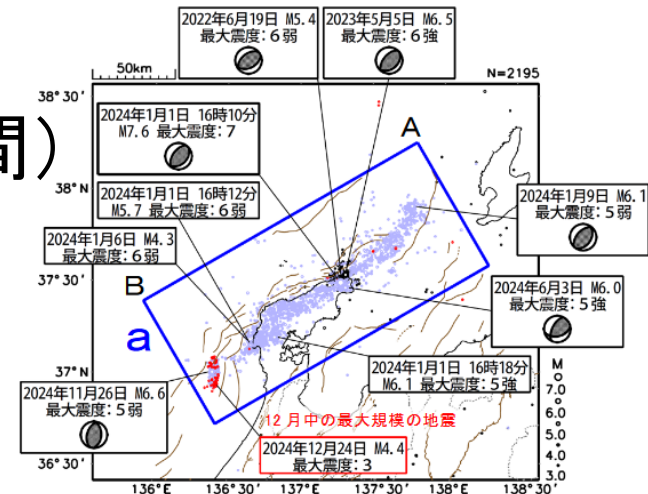 2022年6月19日 M5.4
最大震度：6弱
2023年5月5日 M6.5
最大震度：6強
50km
N=2195
38°30′
間）
2024年1月1日 16時10分
M7.6 最大震度：7
A
38°N
2024年1月1日 16時12分
M5.7 最大震度：6弱
2024年1月9日 M6.1
最大震度：5弱
2024年1月6日 M4.3
最大震度：6弱
37°30′
B
2024年6月3日 M6.0
最大震度：5強
a
37°N
2024年1月1日 16時18分
M6.1 最大震度：5強
M
7.0
6.0
5.0
4.0
3.0
2024年11月26日 M6.6
最大震度：5弱
12月中の最大規模の地震
2024年12月24日 M4.4
最大震度：3
36°30′
136°E
136°30′
137°E
137°30′
138°E
138°30′